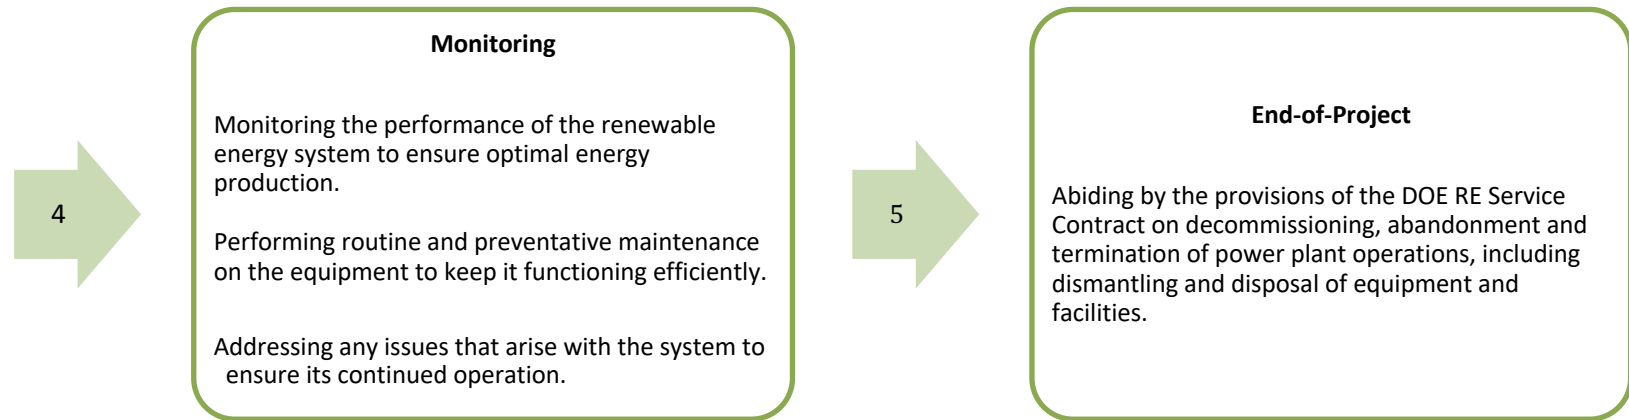 4
Monitoring
Monitoring the performance of the renewable
energy system to ensure optimal energy
production.
Performing routine and preventative maintenance
on the equipment to keep it functioning efficiently.
Addressing any issues that arise with the system to
ensure its continued operation.
5
End-of-Project
Abiding by the provisions of the DOE RE Service
Contract on decommissioning, abandonment and
termination of power plant operations, including
dismantling and disposal of equipment and
facilities.